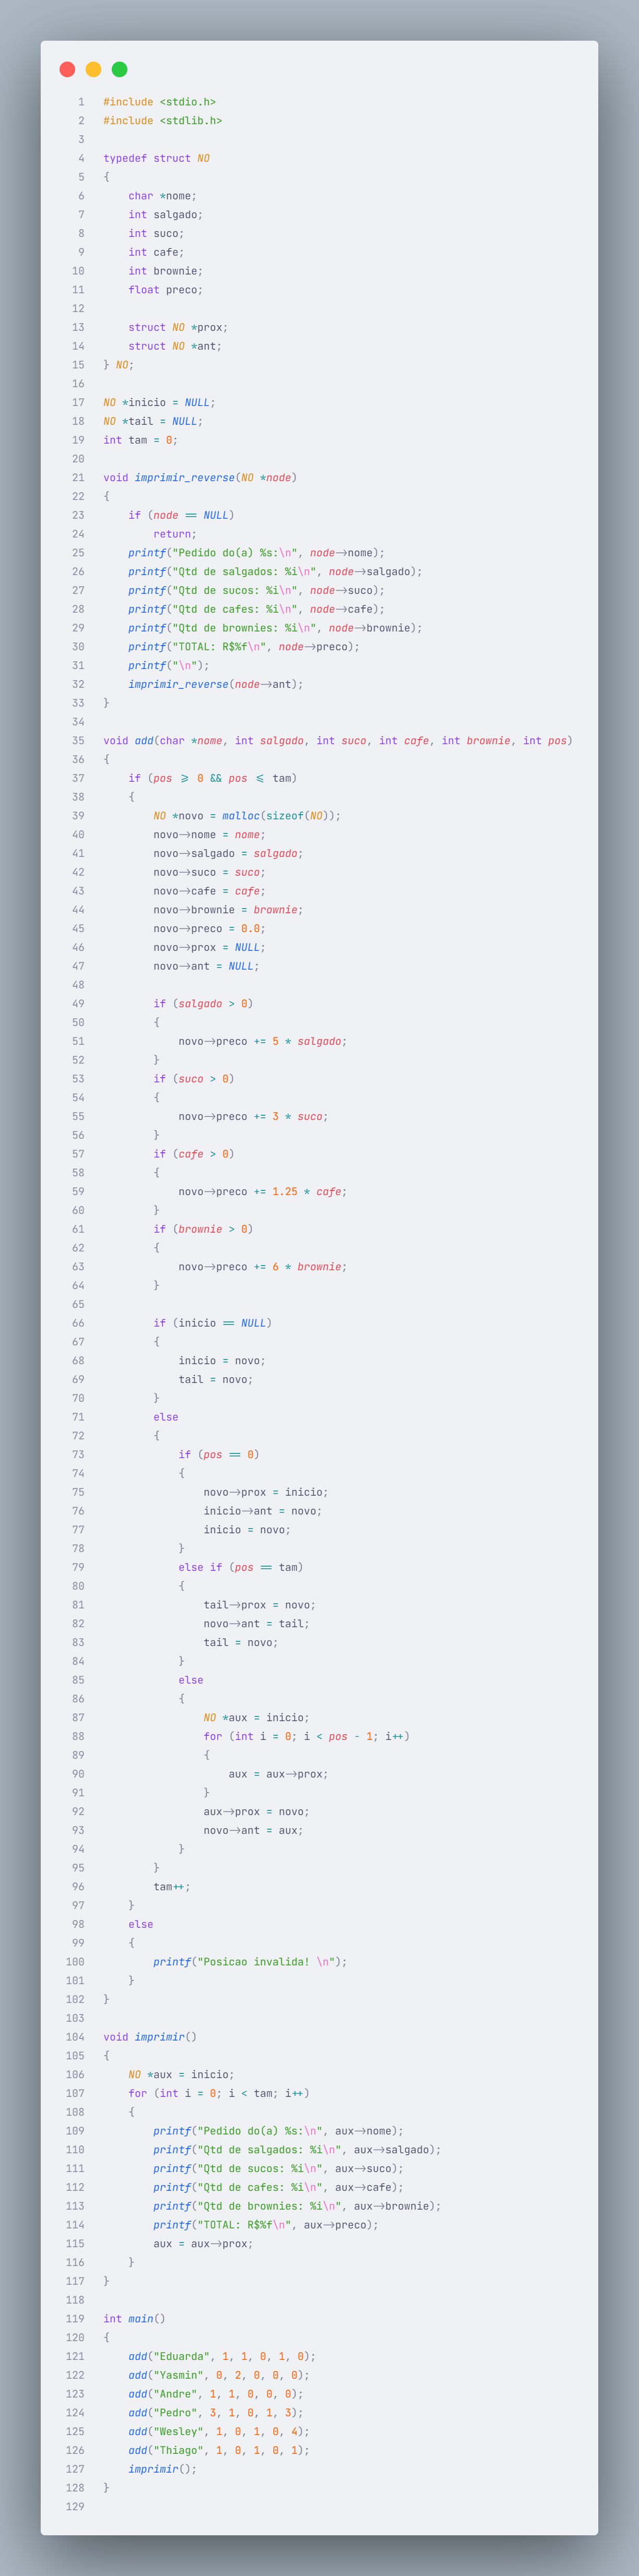 1 #include <stdio.h>
2 #include <stdlib.h>
3
4 typedef struct NO
5 {
6     char *nome;
7     int salgado;
8     int suco;
9     int cafe;
10     int brownie;
11     float preco;
12
13     struct NO *prox;
14     struct NO *ant;
15 } NO;
16
17 NO *inicio = NULL;
18 NO *tail = NULL;
19 int tam = 0;
20
21 void imprimir_reverse(NO *node)
22 {
23     if (node == NULL)
24         return;
25     printf("Pedido do(a) %s:\n", node->nome);
26     printf("Qtd de salgados: %i\n", node->salgado);
27     printf("Qtd de sucos: %i\n", node->suco);
28     printf("Qtd de cafes: %i\n", node->cafe);
29     printf("Qtd de brownies: %i\n", node->brownie);
30     printf("TOTAL: R$%f\n", node->preco);
31     printf("\n");
32     imprimir_reverse(node->ant);
33 }
34
35 void add(char *nome, int salgado, int suco, int cafe, int brownie, int pos)
36 {
37     if (pos >= 0 && pos <= tam)
38     {
39         NO *novo = malloc(sizeof(NO));
40         novo->nome = nome;
41         novo->salgado = salgado;
42         novo->suco = suco;
43         novo->cafe = cafe;
44         novo->brownie = brownie;
45         novo->preco = 0.0;
46         novo->prox = NULL;
47         novo->ant = NULL;
48
49         if (salgado > 0)
50         {
51             novo->preco += 5 * salgado;
52         }
53         if (suco > 0)
54         {
55             novo->preco += 3 * suco;
56         }
57         if (cafe > 0)
58         {
59             novo->preco += 1.25 * cafe;
60         }
61         if (brownie > 0)
62         {
63             novo->preco += 6 * brownie;
64         }
65
66         if (inicio == NULL)
67         {
68             inicio = novo;
69             tail = novo;
70         }
71         else
72         {
73             if (pos == 0)
74             {
75                 novo->prox = inicio;
76                 inicio->ant = novo;
77                 inicio = novo;
78             }
79             else if (pos == tam)
80             {
81                 tail->prox = novo;
82                 novo->ant = tail;
83                 tail = novo;
84             }
85             else
86             {
87                 NO *aux = inicio;
88                 for (int i = 0; i < pos - 1; i++)
89                 {
90                     aux = aux->prox;
91                 }
92                 aux->prox = novo;
93                 novo->ant = aux;
94             }
95         }
96         tam++;
97     }
98     else
99     {
100         printf("Posicao invalida! \n");
101     }
102 }
103
104 void imprimir()
105 {
106     NO *aux = inicio;
107     for (int i = 0; i < tam; i++)
108     {
109         printf("Pedido do(a) %s:\n", aux->nome);
110         printf("Qtd de salgados: %i\n", aux->salgado);
111         printf("Qtd de sucos: %i\n", aux->suco);
112         printf("Qtd de cafes: %i\n", aux->cafe);
113         printf("Qtd de brownies: %i\n", aux->brownie);
114         printf("TOTAL: R$%f\n", aux->preco);
115         aux = aux->prox;
116     }
117 }
118
119 int main()
120 {
121     add("Eduarda", 1, 1, 0, 1, 0);
122     add("Yasmin", 0, 2, 0, 0, 0);
123     add("Andre", 1, 1, 0, 0, 0);
124     add("Pedro", 3, 1, 0, 1, 3);
125     add("Wesley", 1, 0, 1, 0, 4);
126     add("Thiago", 1, 0, 1, 0, 1);
127     imprimir();
128 }
129